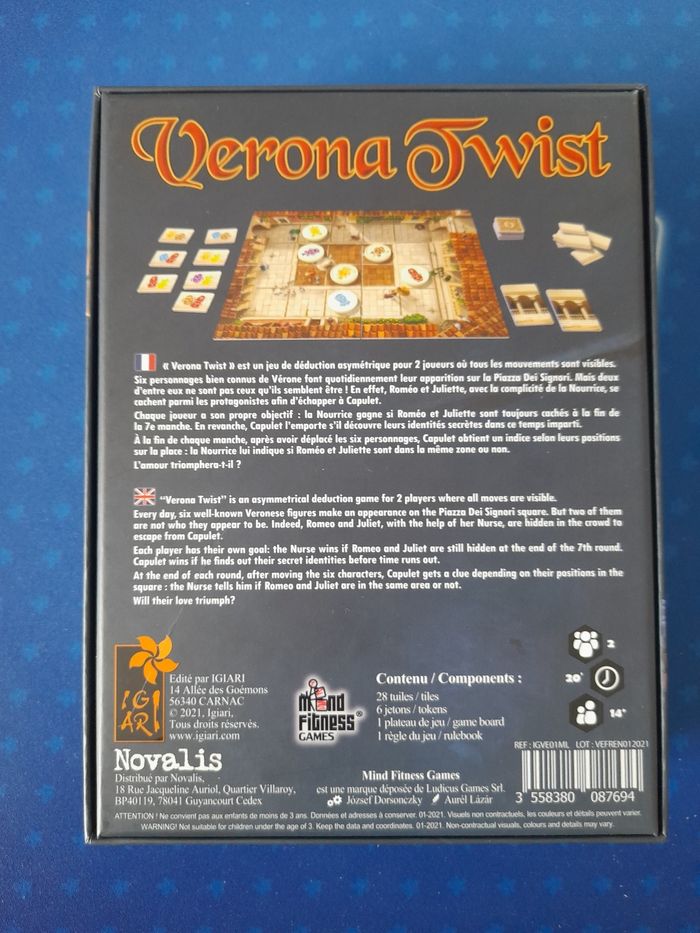 Verona Twist
« Verona Twist » est un jeu de déduction asymétrique pour 2 joueurs où tous les mouvements sont visibles.
Six personnages bien connus de Vérone font quotidiennement leur apparition sur la Piazza Dei Signori. Mais deux
d'entre eux ne sont pas ceux qu'ils semblent être ! En effet, Roméo et Juliette, avec la complicité de la Nourrice, se
cachent parmi les protagonistes afin d'échapper à Capulet.
Chaque joueur a son propre objectif : la Nourrice gagne si Roméo et Juliette sont toujours cachés à la fin de
la 7e manche. En revanche, Capulet l'emporte s'il découvre leurs identités secrètes dans ce temps imparti.
À la fin de chaque manche, après avoir déplacé les six personnages, Capulet obtient un indice selon leurs positions
sur la place : la Nourrice lui indique si Roméo et Juliette sont dans la même zone ou non.
L'amour triomphera-t-il ?
"Verona Twist" is an asymmetrical deduction game for 2 players where all moves are visible.
Every day, six well-known Veronese figures make an appearance on the Piazza Dei Signori square. But two of them
are not who they appear to be. Indeed, Romeo and Juliet, with the help of her Nurse, are hidden in the crowd to
escape from Capulet.
Each player has their own goal: the Nurse wins if Romeo and Juliet are still hidden at the end of the 7th round.
Capulet wins if he finds out their secret identities before time runs out.
At the end of each round, after moving the six characters, Capulet gets a clue depending on their positions in the
square : the Nurse tells him if Romeo and Juliet are in the same area or not.
Will their love triumph?
IGIARI
Edité par IGIARI
14 Allée des Goémons
56340 CARNAC
© 2021, Igiari,
Tous droits réservés.
www.igiari.com
Novalis
Distribué par Novalis,
18 Rue Jacqueline Auriol, Quartier Villaroy,
BP40119, 78041 Guyancourt Cedex
Mind
Fitness®
GAMES
Contenu / Components :
28 tuiles / tiles
6 jetons / tokens
1 plateau de jeu / game board
1 règle du jeu / rulebook
Mind Fitness Games
est une marque déposée de Ludicus Games Srl.
József Dorsonczky Aurél Lázár
2
20'
14+
REF : IGVE01ML LOT : VEFREN012021
3 558380 087694
ATTENTION ! Ne convient pas aux enfants de moins de 3 ans. Données et adresses à conserver. 01-2021. Visuels non contractuels, les couleurs et détails peuvent varier.
WARNING! Not suitable for children under the age of 3. Keep the data and coordinates. 01-2021. Non-contractual visuals, colours and details may vary.